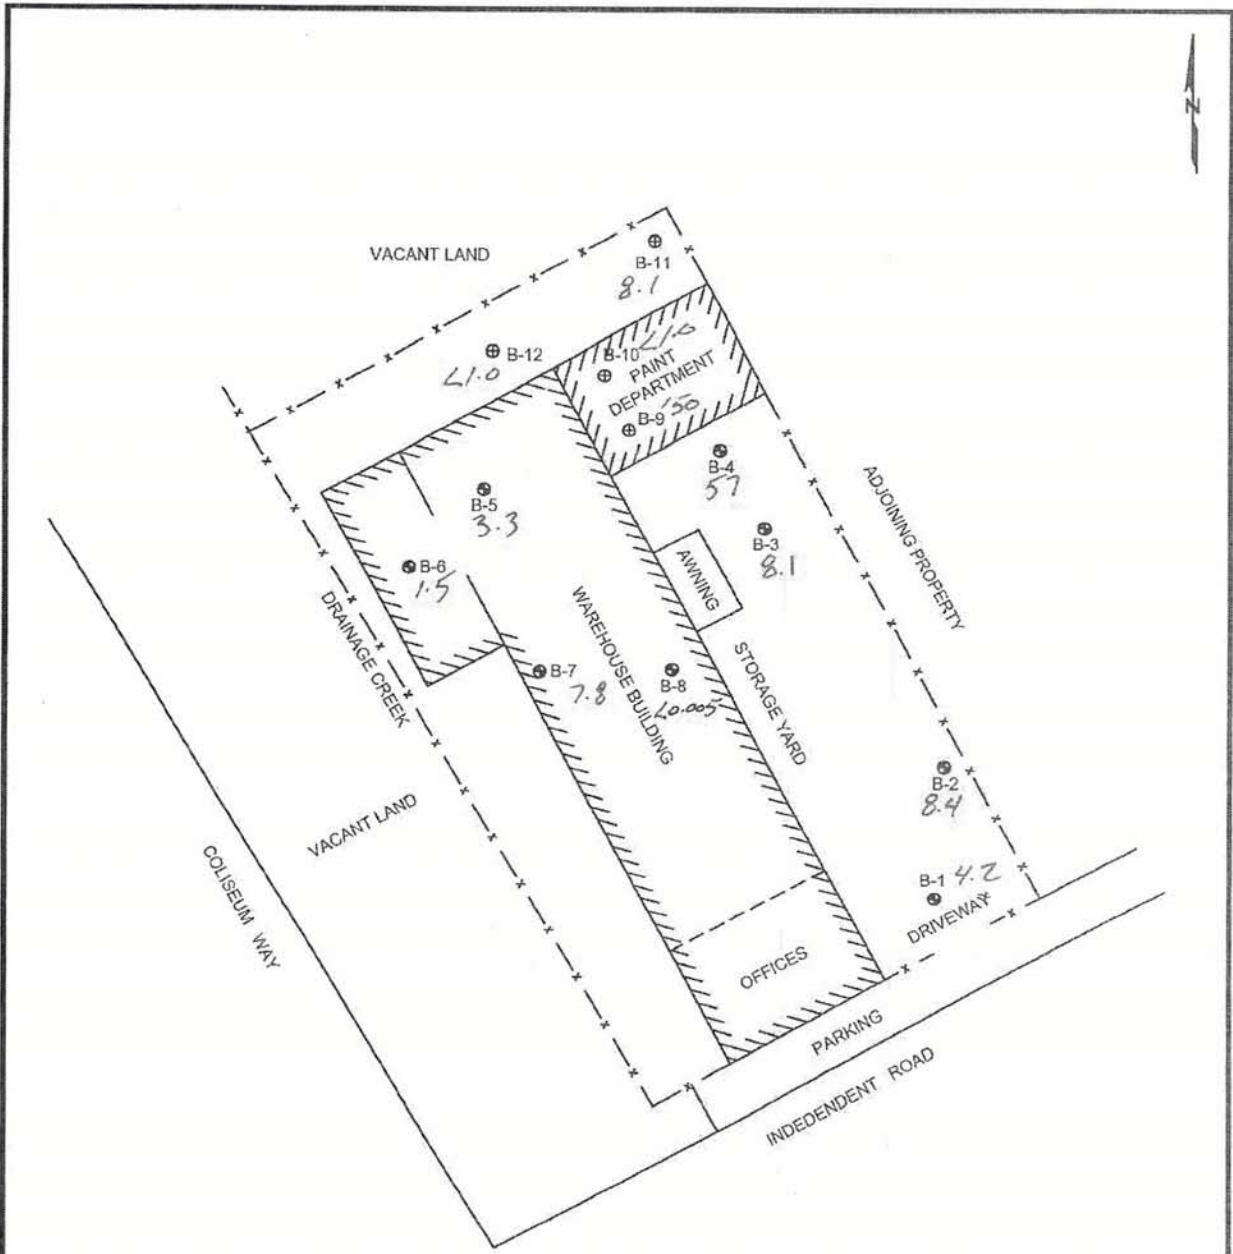 N
VACANT LAND
B-11
8.1
B-12
<1.0
B-10 <1.0
PAINT
DEPARTMENT
B-9 150
B-4
57
B-5
3.3
B-3
8.1
B-6
1.5
AWNING
ADJOINING PROPERTY
DRAINAGE CREEK
WAREHOUSE BUILDING
B-7
7.8
B-8
<0.005
STORAGE YARD
B-2
8.4
VACANT LAND
COLISEUM WAY
B-1 4.2
DRIVEWAY
OFFICES
PARKING
INDEDENDENT ROAD